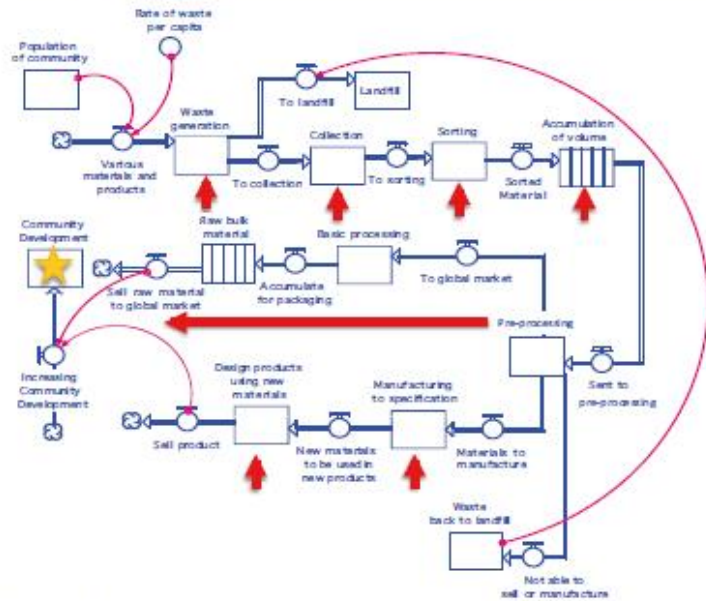 Rate of waste
per capita
Population
of community
Waste
generation
To landfill
Landfill
Collection
Sorting
Accumulation
of volume
Various
materials and
products
To collection
To sorting
Sorted
Material
Community
Development
Raw bulk
material
Basic processing
Sell raw material
to global market
Accumulate
for packaging
To global market
Pre-processing
Increasing
Community
Development
Design products
using new
materials
Manufacturing
to specification
Sent to
pre-processing
Sell product
New materials
to be used in
new products
Materials to
manufacture
Waste
back to landfill
Not able to
sell or manufacture